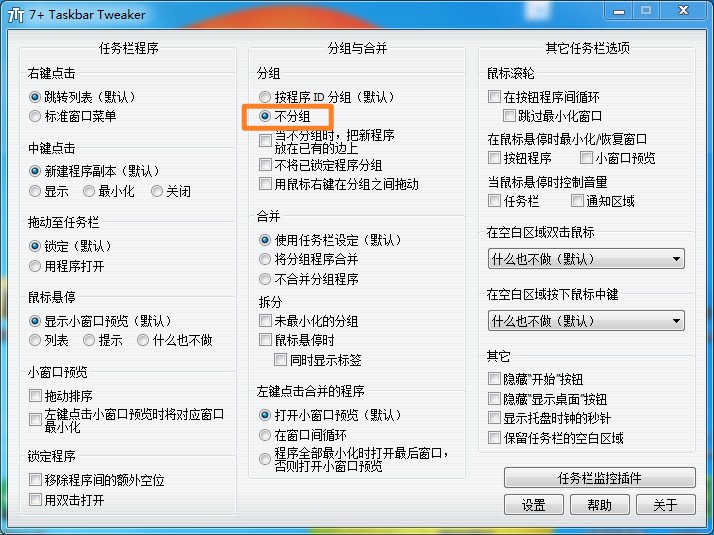 7+ Taskbar Tweaker
任务栏程序
右键点击
跳转列表（默认）
标准窗口菜单
中键点击
新建程序副本（默认）
显示 最小化 关闭
拖动至任务栏
锁定（默认）
用程序打开
鼠标悬停
显示小窗口预览（默认）
列表 提示 什么也不做
小窗口预览
拖动排序
左键点击小窗口预览时将对应窗口
最小化
锁定程序
移除程序间的额外空位
用双击打开
分组与合并
分组
按程序 ID 分组（默认）
不分组
当不分组时，把新程序
放在已有的边上
不将已锁定程序分组
用鼠标右键在分组之间拖动
合并
使用任务栏设定（默认）
将分组程序合并
不合并分组程序
拆分
未最小化的分组
鼠标悬停时
同时显示标签
左键点击合并的程序
打开小窗口预览（默认）
在窗口间循环
程序全部最小化时打开最后窗口，
否则打开小窗口预览
其它任务栏选项
鼠标滚轮
在按钮程序间循环
跳过最小化窗口
在鼠标悬停时最小化/恢复窗口
按钮程序 小窗口预览
当鼠标悬停时控制音量
任务栏 通知区域
在空白区域双击鼠标
什么也不做（默认）
在空白区域按下鼠标中键
什么也不做（默认）
其它
隐藏“开始”按钮
隐藏“显示桌面”按钮
显示托盘时钟的秒针
保留任务栏的空白区域
任务栏监控插件
设置 帮助 关于